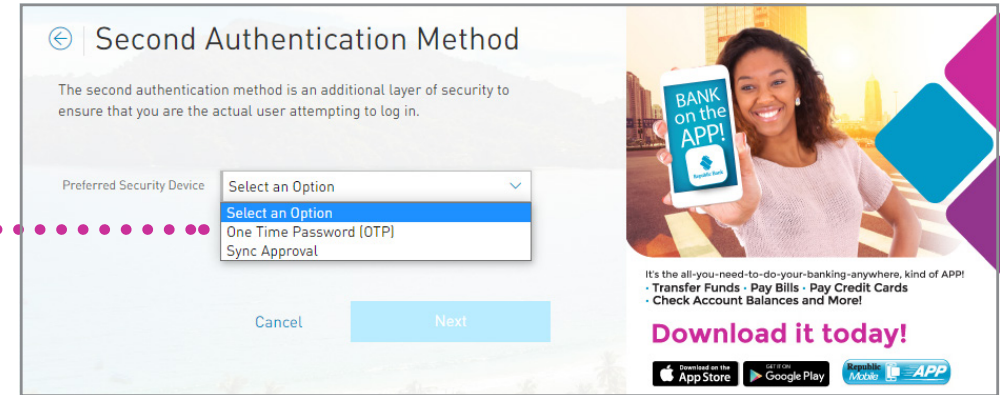 Second Authentication Method
The second authentication method is an additional layer of security to
ensure that you are the actual user attempting to log in.
Preferred Security Device
Select an Option
Select an Option
One Time Password (OTP)
Sync Approval
Cancel
Next
BANK
on the
APP!
Republic Bank
It's the all-you-need-to-do-your-banking-anywhere, kind of APP!
· Transfer Funds · Pay Bills · Pay Credit Cards
· Check Account Balances and More!
Download it today!
Download on the
App Store
GET IT ON
Google Play
Republic
Mobile
APP